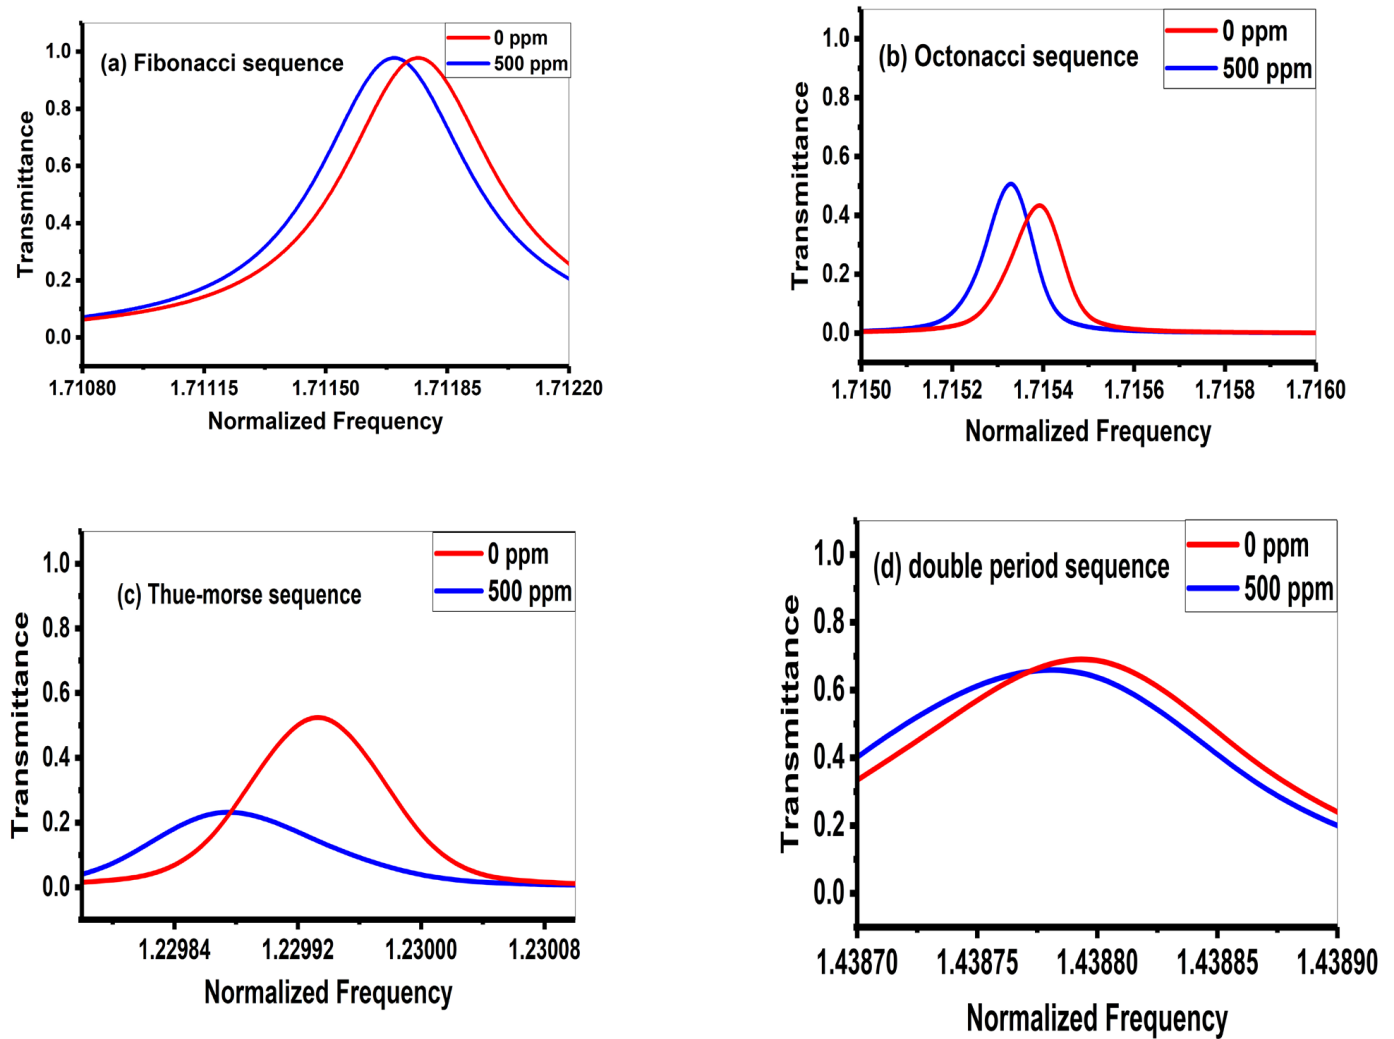 (a) Fibonacci sequence
0 ppm
500 ppm
1.0
0.8
0.6
0.4
0.2
0.0
Transmittance
1.71080 1.71115 1.71150 1.71185 1.71220
Normalized Frequency
(b) Octonacci sequence
0 ppm
500 ppm
1.0
0.8
0.6
0.4
0.2
0.0
Transmittance
1.7150 1.7152 1.7154 1.7156 1.7158 1.7160
Normalized Frequency
(c) Thue-morse sequence
0 ppm
500 ppm
1.0
0.8
0.6
0.4
0.2
0.0
Transmittance
1.22984 1.22992 1.23000 1.23008
Normalized Frequency
(d) double period sequence
0 ppm
500 ppm
1.0
0.8
0.6
0.4
0.2
0.0
Transmittance
1.43870 1.43875 1.43880 1.43885 1.43890
Normalized Frequency